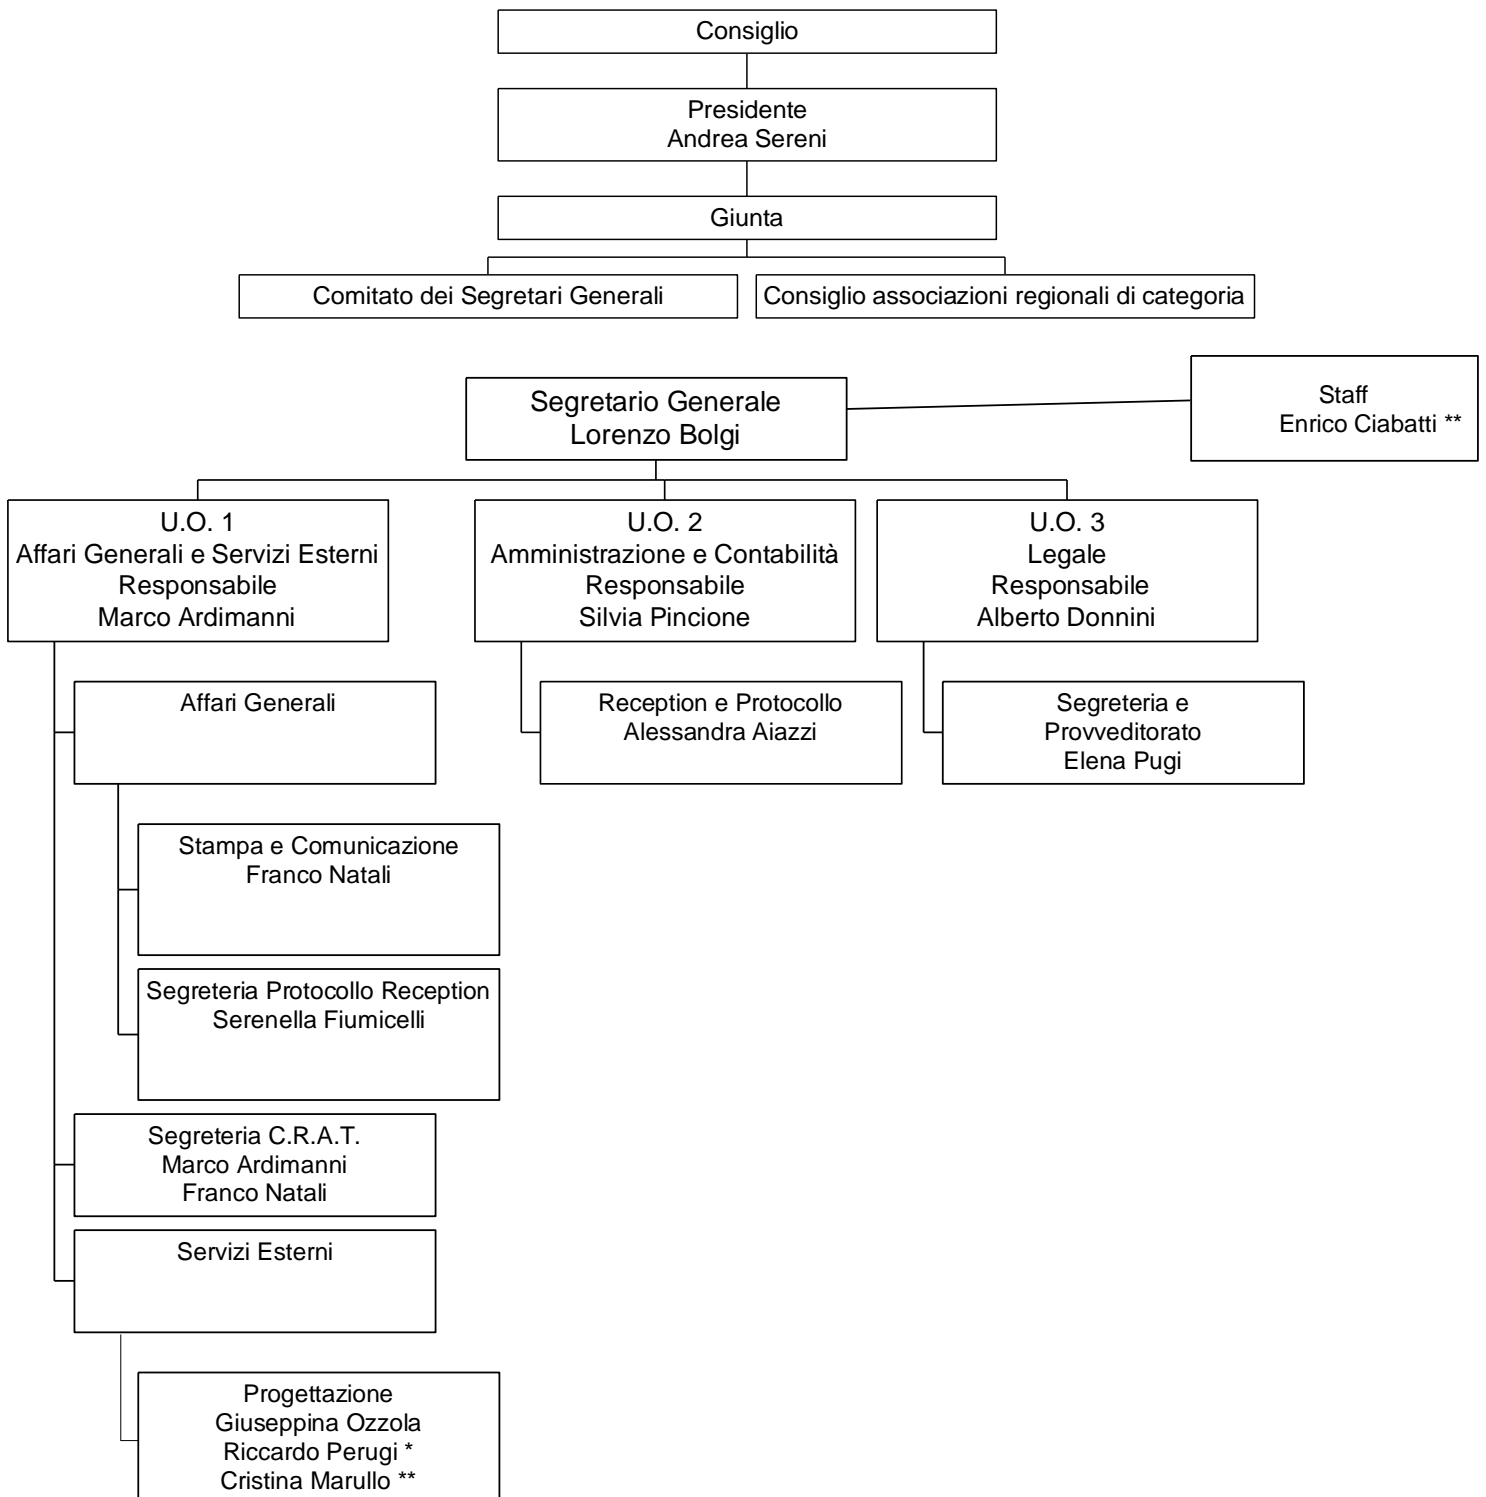 Consiglio
Presidente
Andrea Sereni
Giunta
Comitato dei Segretari Generali
Consiglio associazioni regionali di categoria
Segretario Generale
Lorenzo Bolgi
Staff
Enrico Ciabatti **
U.O. 1
Affari Generali e Servizi Esterni
Responsabile
Marco Ardimanni
U.O. 2
Amministrazione e Contabilità
Responsabile
Silvia Pincione
U.O. 3
Legale
Responsabile
Alberto Donnini
Affari Generali
Reception e Protocollo
Alessandra Aiazzi
Segreteria e
Provveditorato
Elena Pugi
Stampa e Comunicazione
Franco Natali
Segreteria Protocollo Reception
Serenella Fiumicelli
Segreteria C.R.A.T.
Marco Ardimanni
Franco Natali
Servizi Esterni
Progettazione
Giuseppina Ozzola
Riccardo Perugi *
Cristina Marullo **